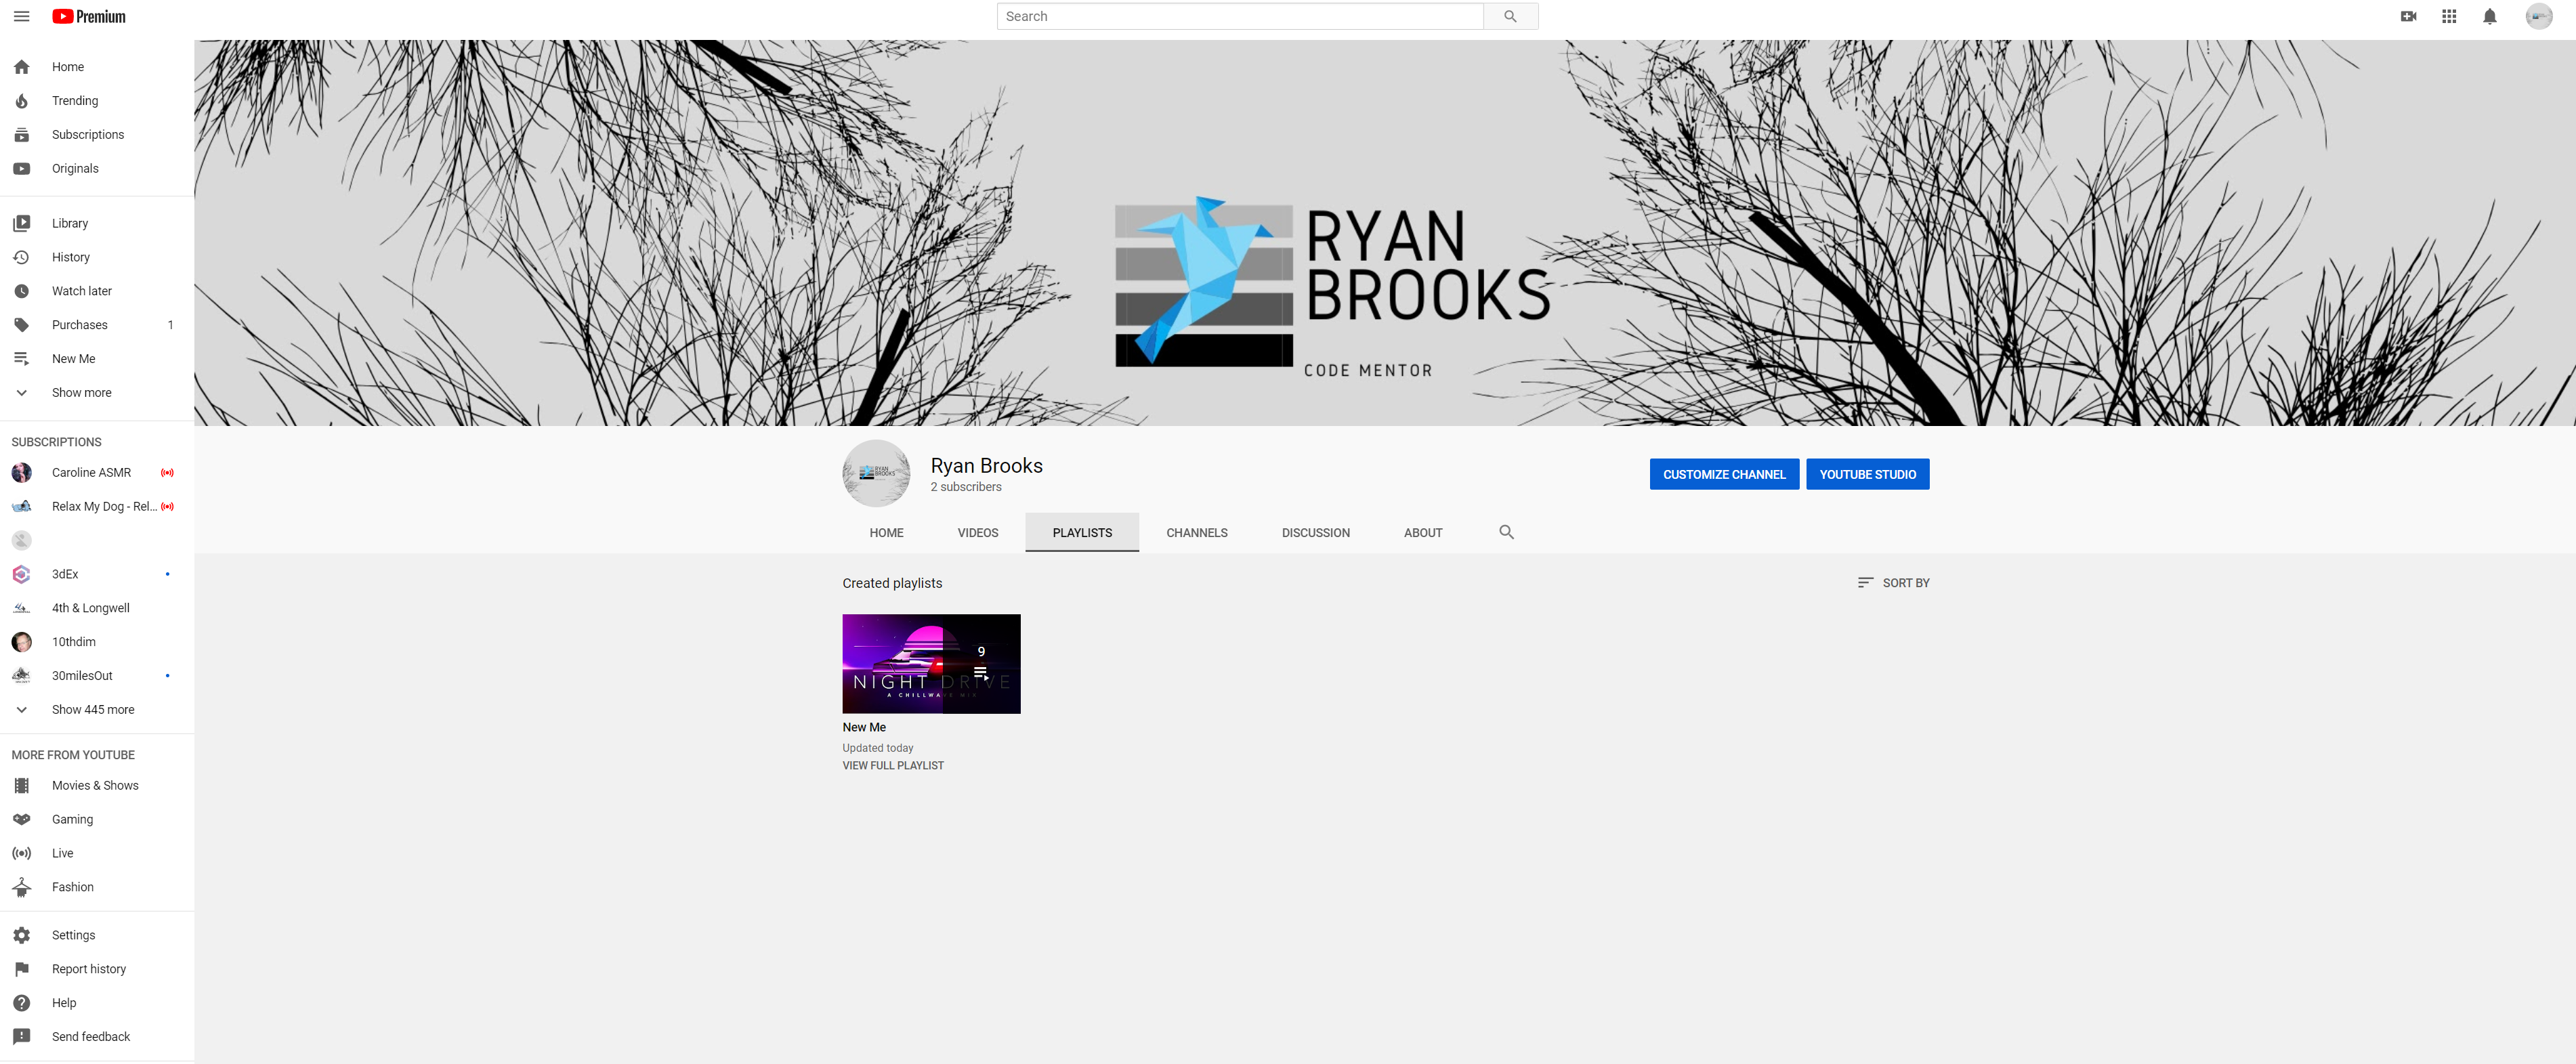 Premium
Search
Home
Trending
Subscriptions
Originals
Library
History
Watch later
Purchases 1
New Me
Show more
SUBSCRIPTIONS
Caroline ASMR
Relax My Dog - Rel...
3dEx
4th & Longwell
10thdim
30milesOut
Show 445 more
MORE FROM YOUTUBE
Movies & Shows
Gaming
Live
Fashion
Settings
Report history
Help
Send feedback
RYAN
BROOKS
CODE MENTOR
RYAN
BROOKS
Ryan Brooks
2 subscribers
CUSTOMIZE CHANNEL YOUTUBE STUDIO
HOME VIDEOS PLAYLISTS CHANNELS DISCUSSION ABOUT
Created playlists
SORT BY
9
NIGHT DRIVE
A CHILLWAVE MIX
New Me
Updated today
VIEW FULL PLAYLIST